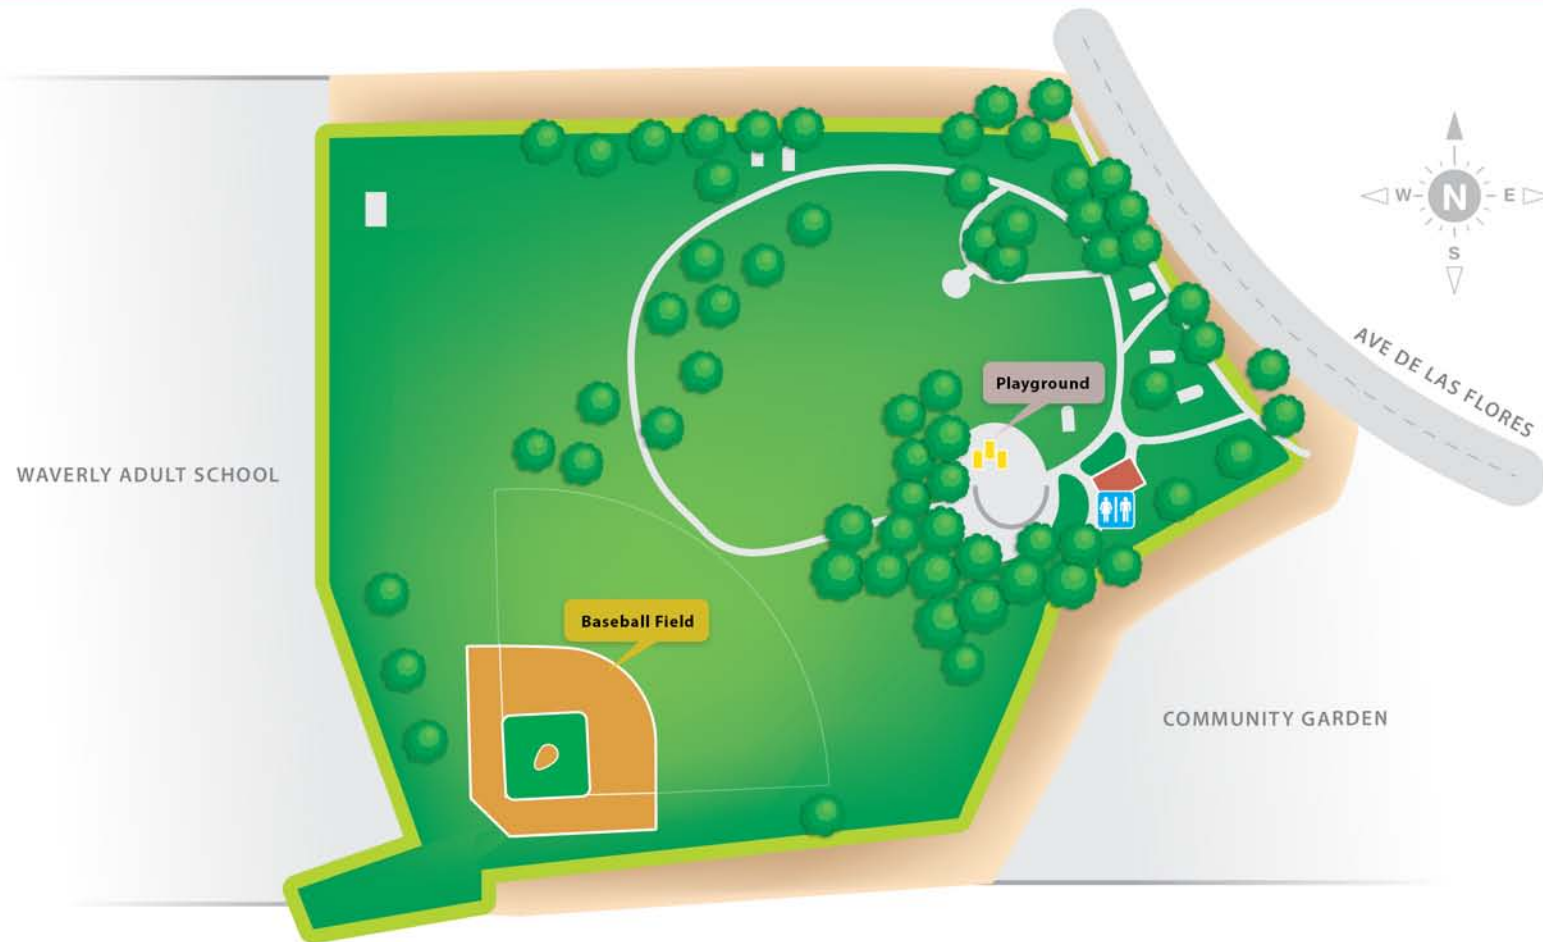 N
W
E
S
AVE DE LAS FLORES
Playground
WAVERLY ADULT SCHOOL
Baseball Field
COMMUNITY GARDEN